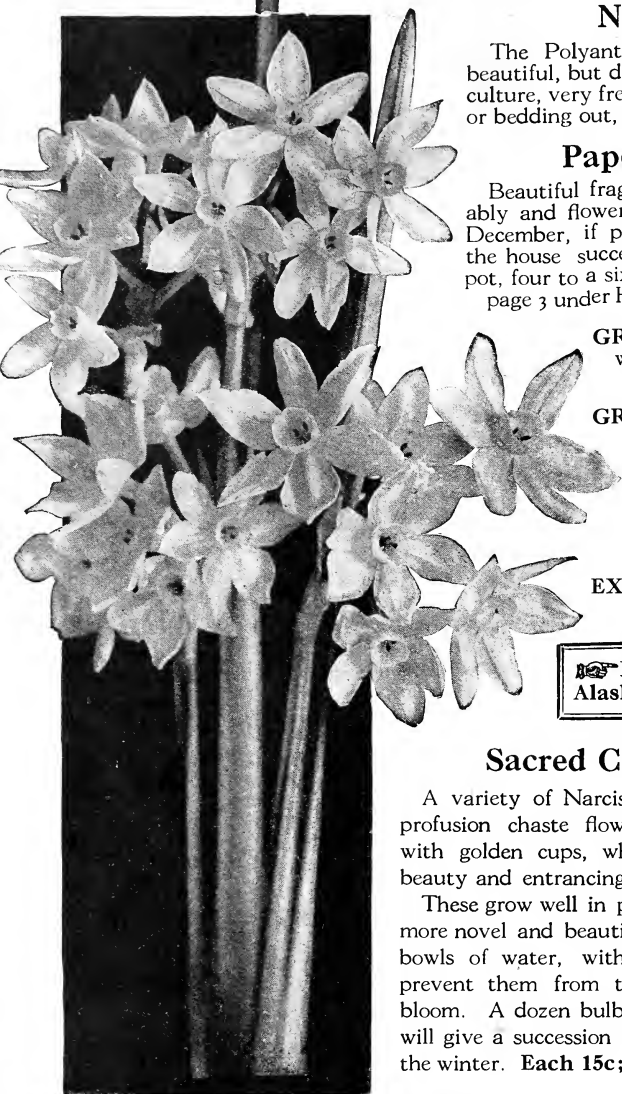 N
The Polyant
beautiful, but d
culture, very fre
or bedding out,
Pape
Beautiful frag
ably and flower
December, if p
the house succe
pot, four to a six
page 3 under H
GR
w
GR
EX
Alask
Sacred C
A variety of Narcis
profusion chaste flow
with golden cups, wh
beauty and entrancing
These grow well in p
more novel and beauti
bowls of water, with
prevent them from t
bloom. A dozen bulb
will give a succession
the winter. Each 15c;